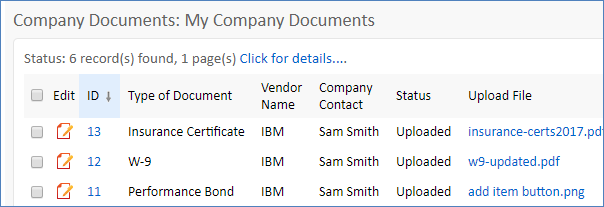 Company Documents: My Company Documents
Status: 6 record(s) found, 1 page(s) Click for details....
Edit ID ↓ Type of Document Vendor Name Company Contact Status Upload File
13 Insurance Certificate IBM Sam Smith Uploaded insurance-certs2017.pdf
12 W-9 IBM Sam Smith Uploaded w9-updated.pdf
11 Performance Bond IBM Sam Smith Uploaded add item button.png